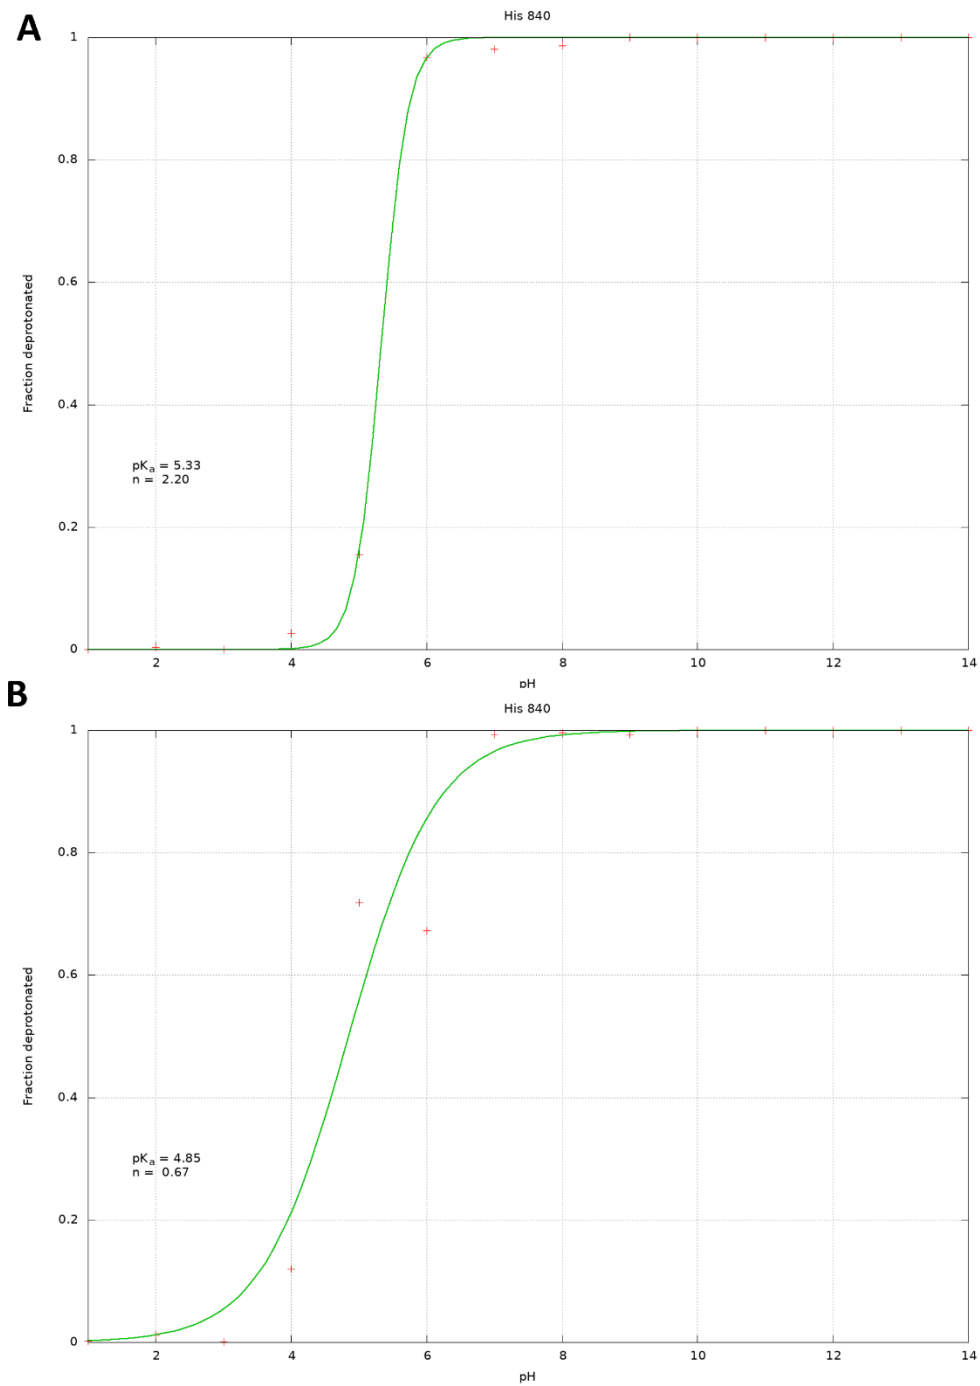 A
His 840
1
0.8
0.6
0.4
0.2
0
Fraction deprotonated
pKa = 5.33
n = 2.20
2 4 6 8 10 12 14
pH
B
His 840
1
0.8
0.6
0.4
0.2
0
Fraction deprotonated
pKa = 4.85
n = 0.67
2 4 6 8 10 12 14
pH